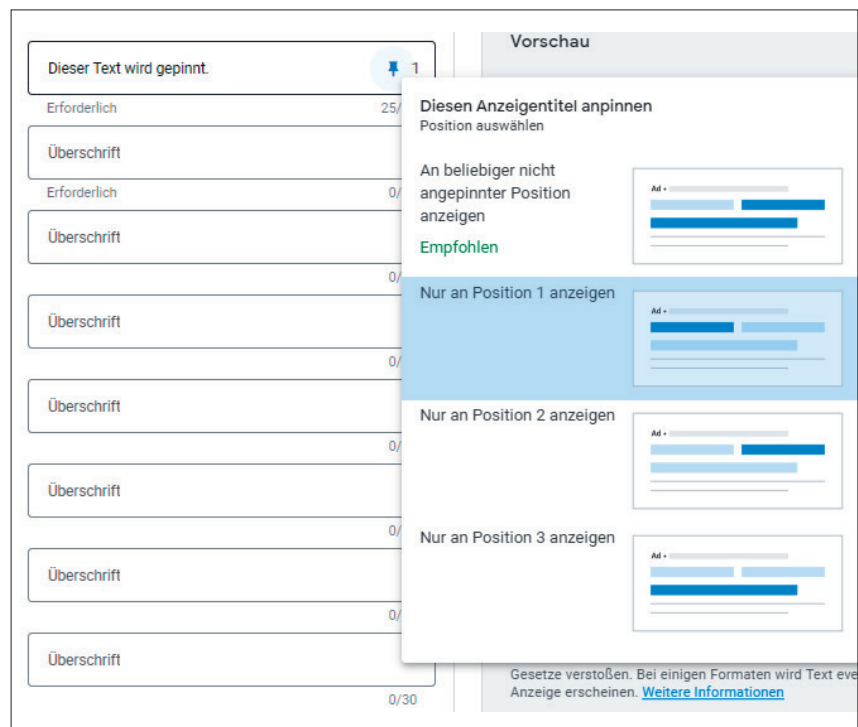 Vorschau
Dieser Text wird gepinnt.
1
Erforderlich
25/
Überschrift
Erforderlich
0/
Überschrift
0/
Überschrift
0/
Überschrift
0/
Überschrift
0/
Überschrift
0/
Überschrift
0/30
Diesen Anzeigentitel anpinnen
Position auswählen
An beliebiger nicht
angepinnter Position
anzeigen
Empfohlen
Ad •
Nur an Position 1 anzeigen
Ad •
Nur an Position 2 anzeigen
Ad •
Nur an Position 3 anzeigen
Ad •
Gesetze verstoßen. Bei einigen Formaten wird Text eve
Anzeige erscheinen. Weitere Informationen